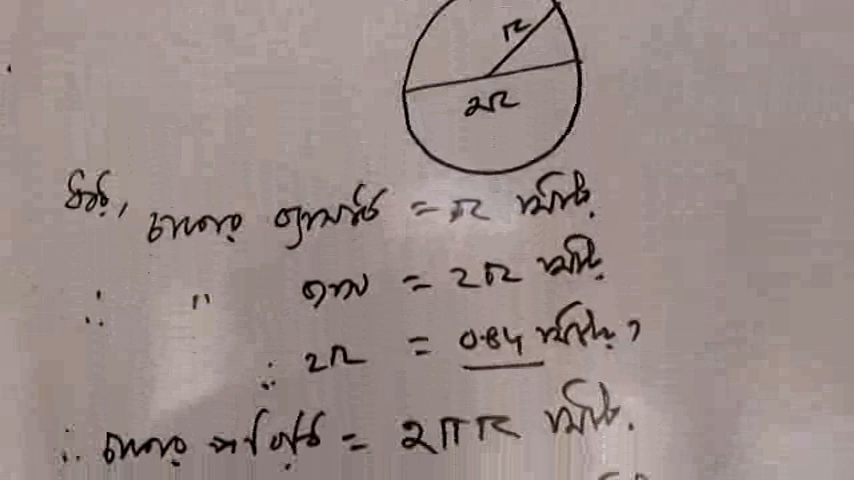 r
2r
ধরি, চাকার ব্যাসার্ধ = r মিটার
∴ " ব্যাস = 2r মিটার
∴ 2r = 0.84 মিটার,
∴ চাকার পরিধি = 2πr মিটার.